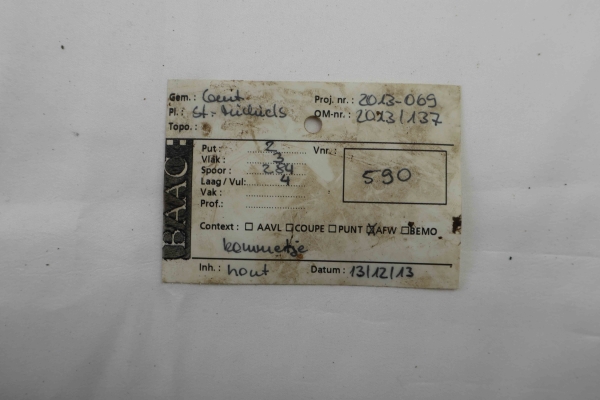 Gem.: Gent Proj. nr.: 2013-069
Pl.: St. Michiels OM-nr.: 2013/137
Topo.:
BAAC
Put: 2 Vnr.: 590
Vlak: 3
Spoor: 254
Laag/Vul: 4
Vak:
Prof.:
Context: ☐ AAVL ☐ COUPE ☐ PUNT ☒ AFW ☐ BEMO
kommetje
Inh.: hout Datum: 13/12/13